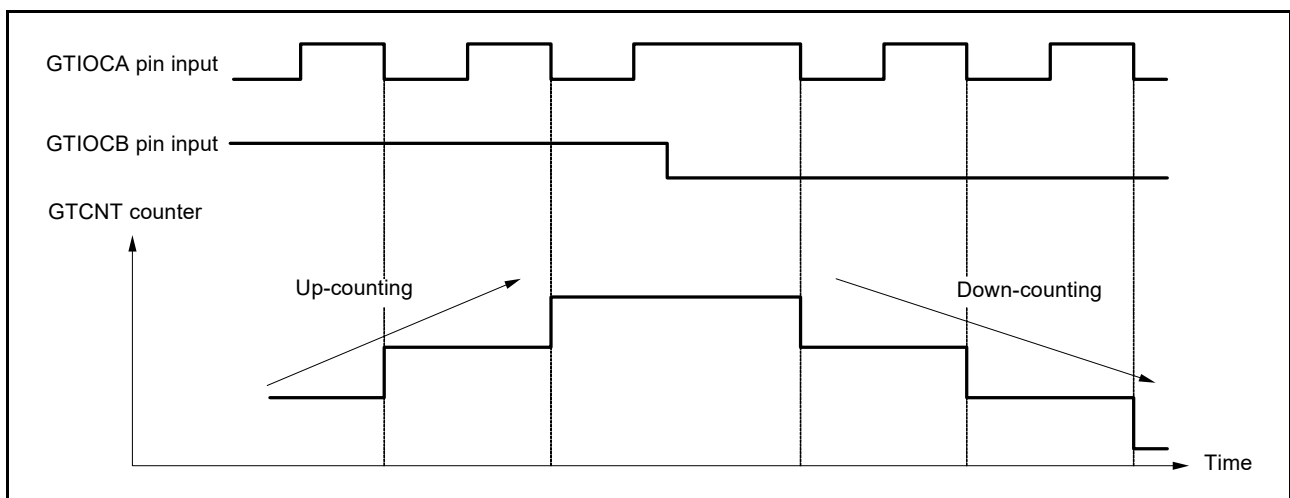 GTIOCA pin input
GTIOCB pin input
GTCNT counter
Up-counting
Down-counting
Time